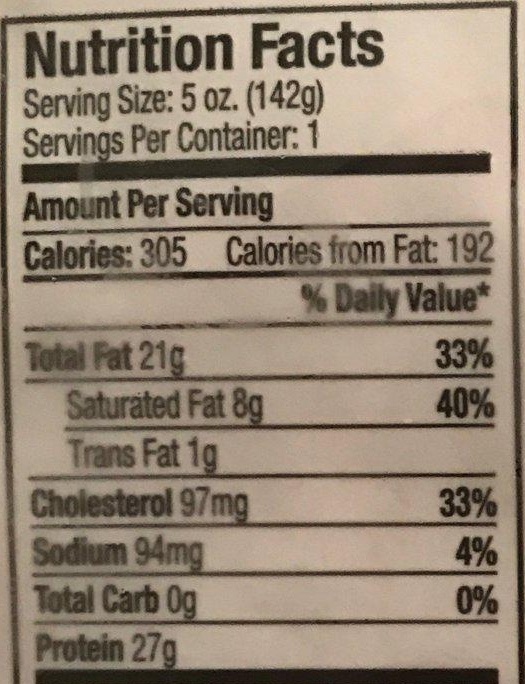 Nutrition Facts
Serving Size: 5 oz. (142g)
Servings Per Container: 1
Amount Per Serving
Calories: 305 Calories from Fat: 192
% Daily Value*
Total Fat 21g 33%
Saturated Fat 8g 40%
Trans Fat 1g
Cholesterol 97mg 33%
Sodium 94mg 4%
Total Carb 0g 0%
Protein 27g